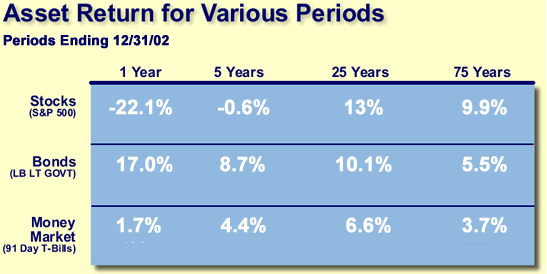 Asset Return for Various Periods
Periods Ending 12/31/02
1 Year 5 Years 25 Years 75 Years
Stocks
(S&P 500)
-22.1% -0.6% 13% 9.9%
Bonds
(LB LT GOVT)
17.0% 8.7% 10.1% 5.5%
Money
Market
(91 Day T-Bills)
1.7% 4.4% 6.6% 3.7%